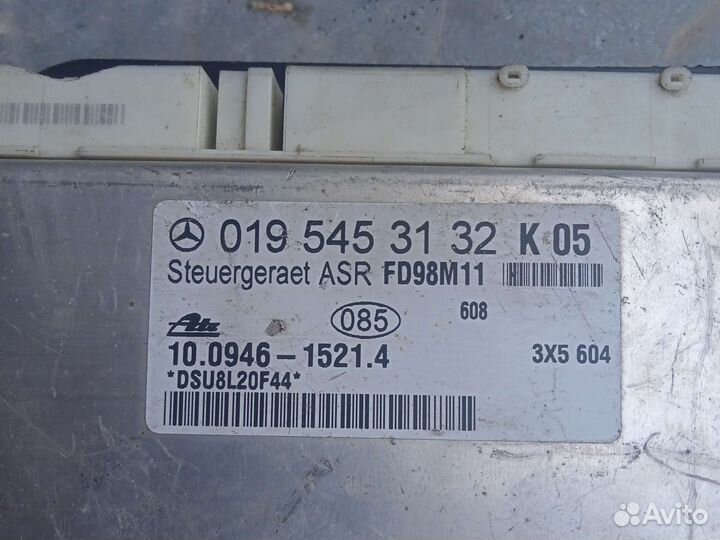 019 545 31 32 K 05
Steuergeraet ASR FD98M11
Ate 085 608
10.0946-1521.4 3X5 604
*DSU8L20F44*
Avito